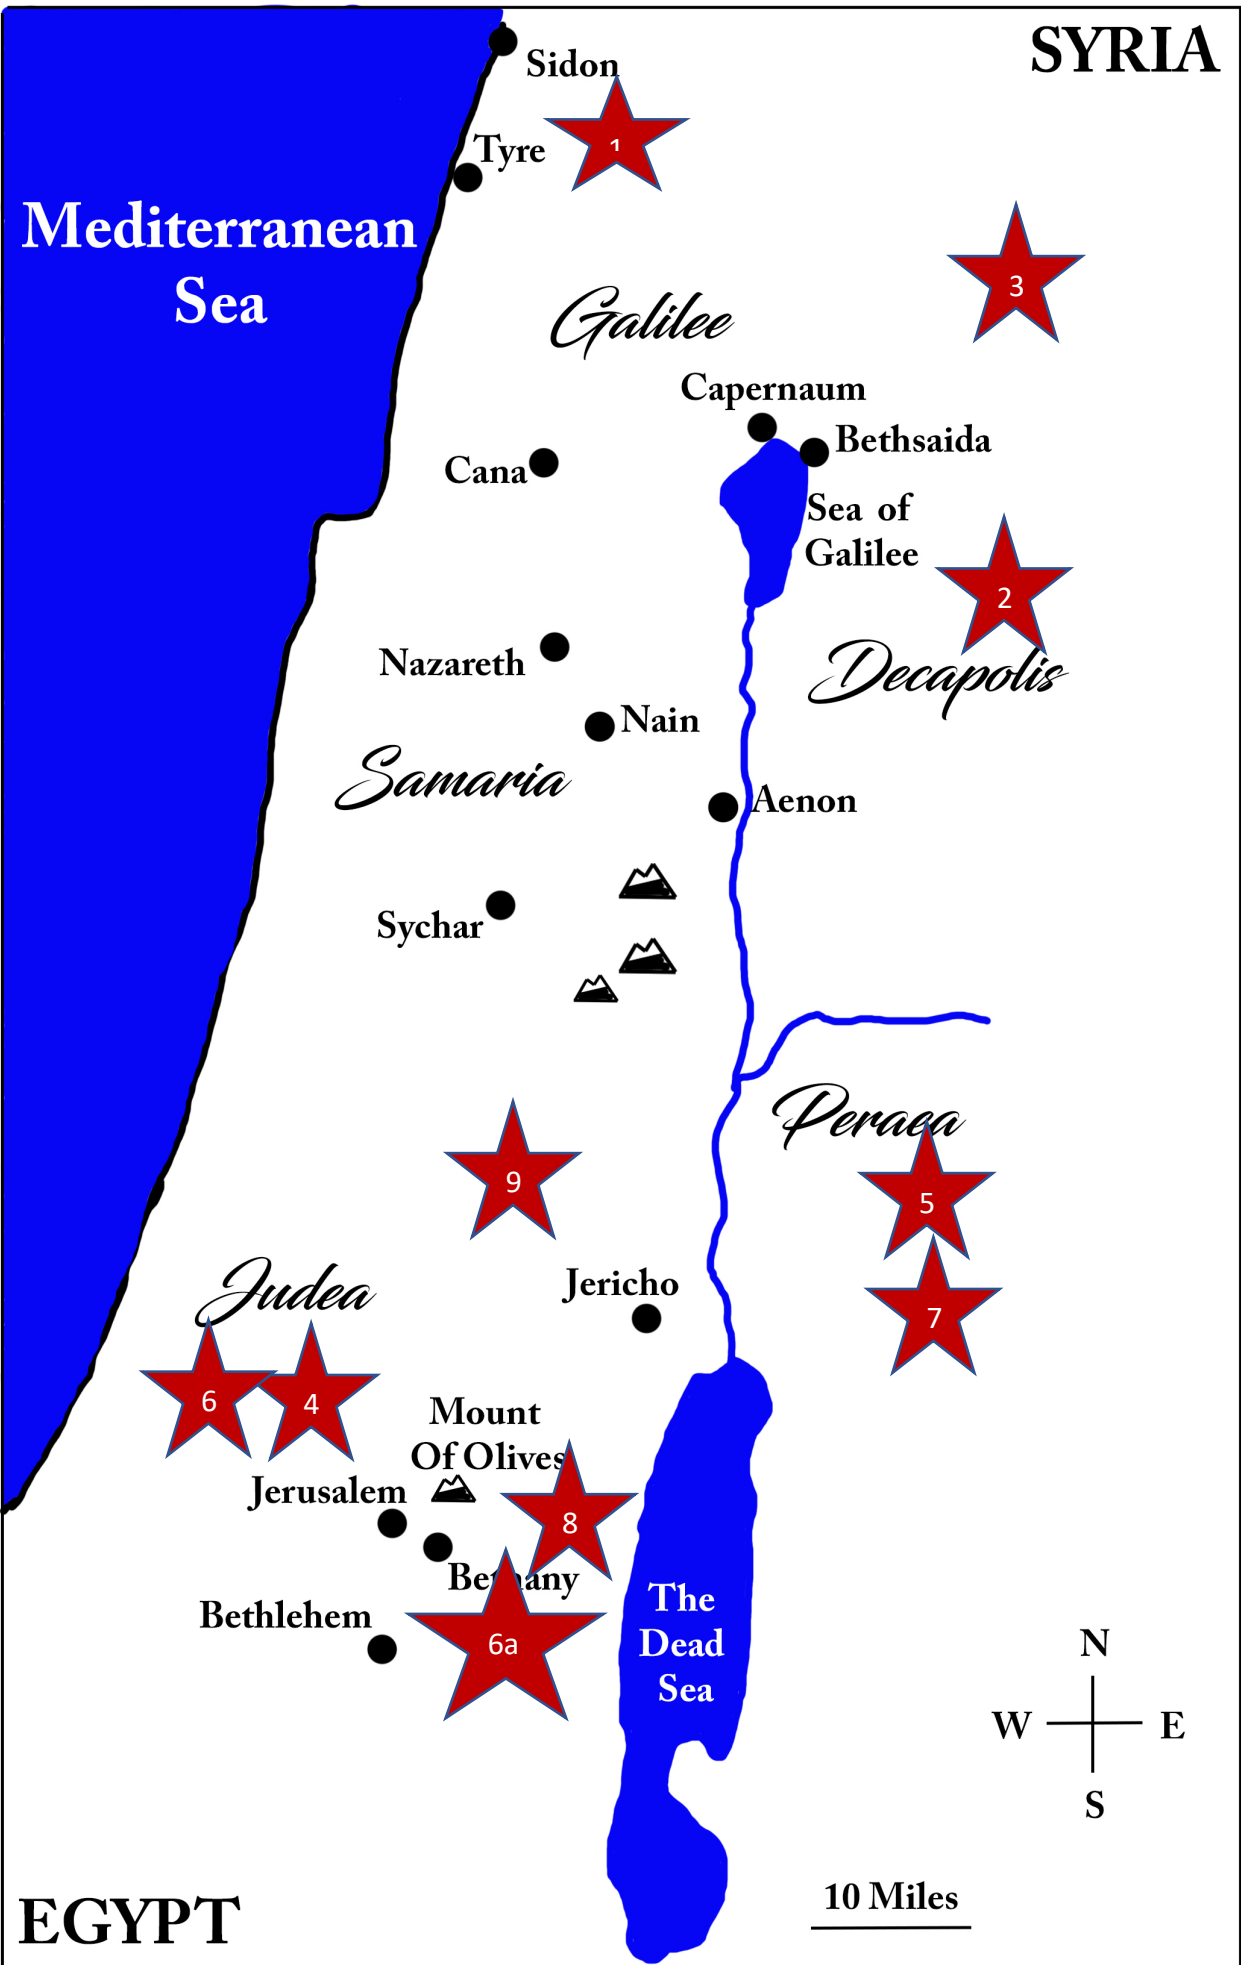 SYRIA
Sidon
1
Tyre
Mediterranean
Sea
3
Galilee
Capernaum
Bethsaida
Cana
Sea of
Galilee
2
Nazareth
Decapolis
Nain
Samaria
Aenon
Sychar
Peraea
9
5
Judea
Jericho
7
6
4
Mount
Of Olives
Jerusalem
8
Bethany
The
Dead
Sea
Bethlehem
6a
N
W E
S
10 Miles
EGYPT